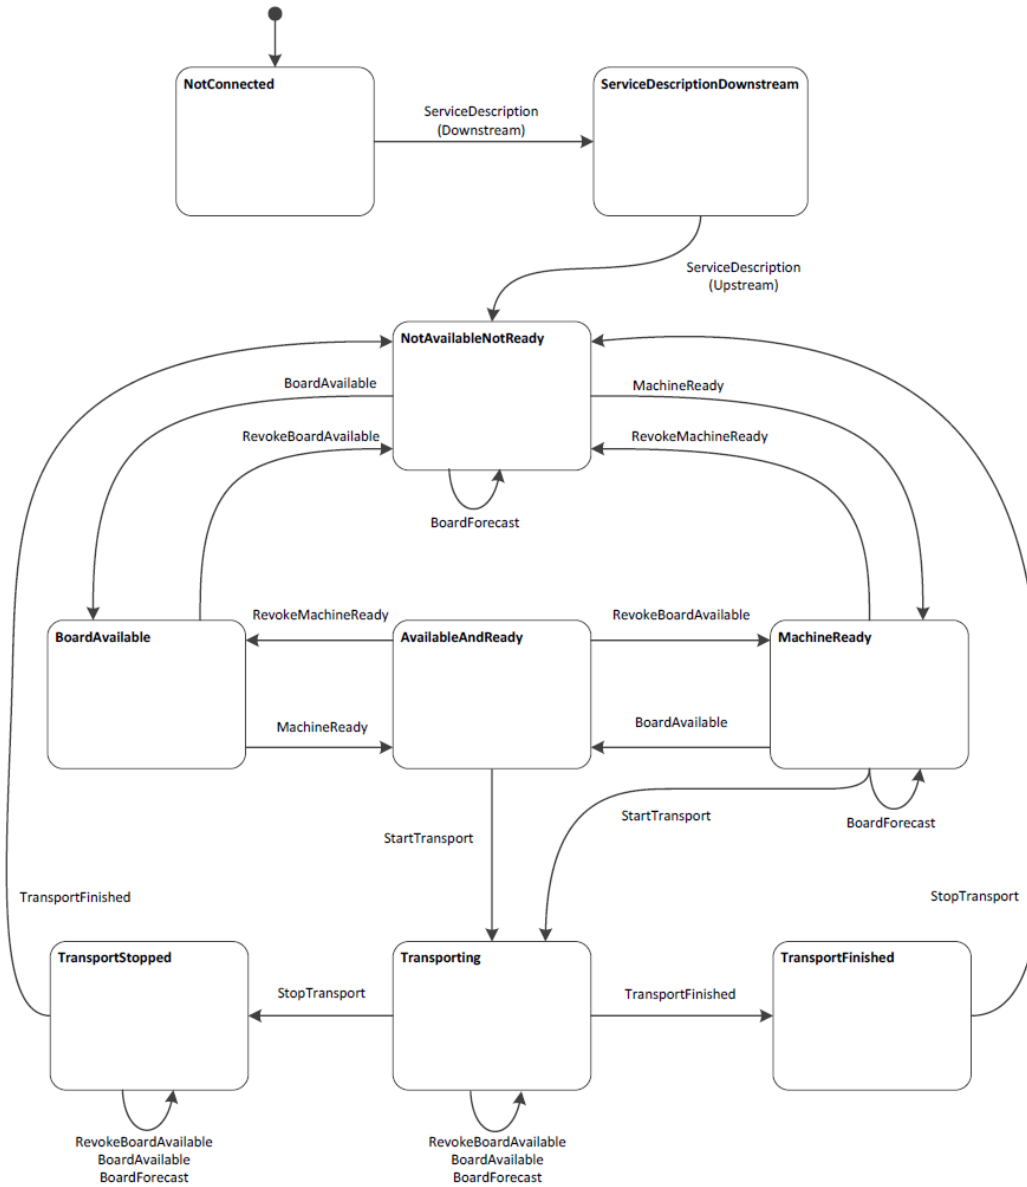 NotConnected
ServiceDescriptionDownstream
ServiceDescription
(Downstream)
ServiceDescription
(Upstream)
NotAvailableNotReady
BoardAvailable
MachineReady
RevokeBoardAvailable
RevokeMachineReady
BoardForecast
RevokeMachineReady
RevokeBoardAvailable
BoardAvailable
AvailableAndReady
MachineReady
MachineReady
BoardAvailable
StartTransport
StartTransport
BoardForecast
TransportFinished
StopTransport
TransportStopped
Transporting
TransportFinished
StopTransport
TransportFinished
RevokeBoardAvailable
BoardAvailable
BoardForecast
RevokeBoardAvailable
BoardAvailable
BoardForecast